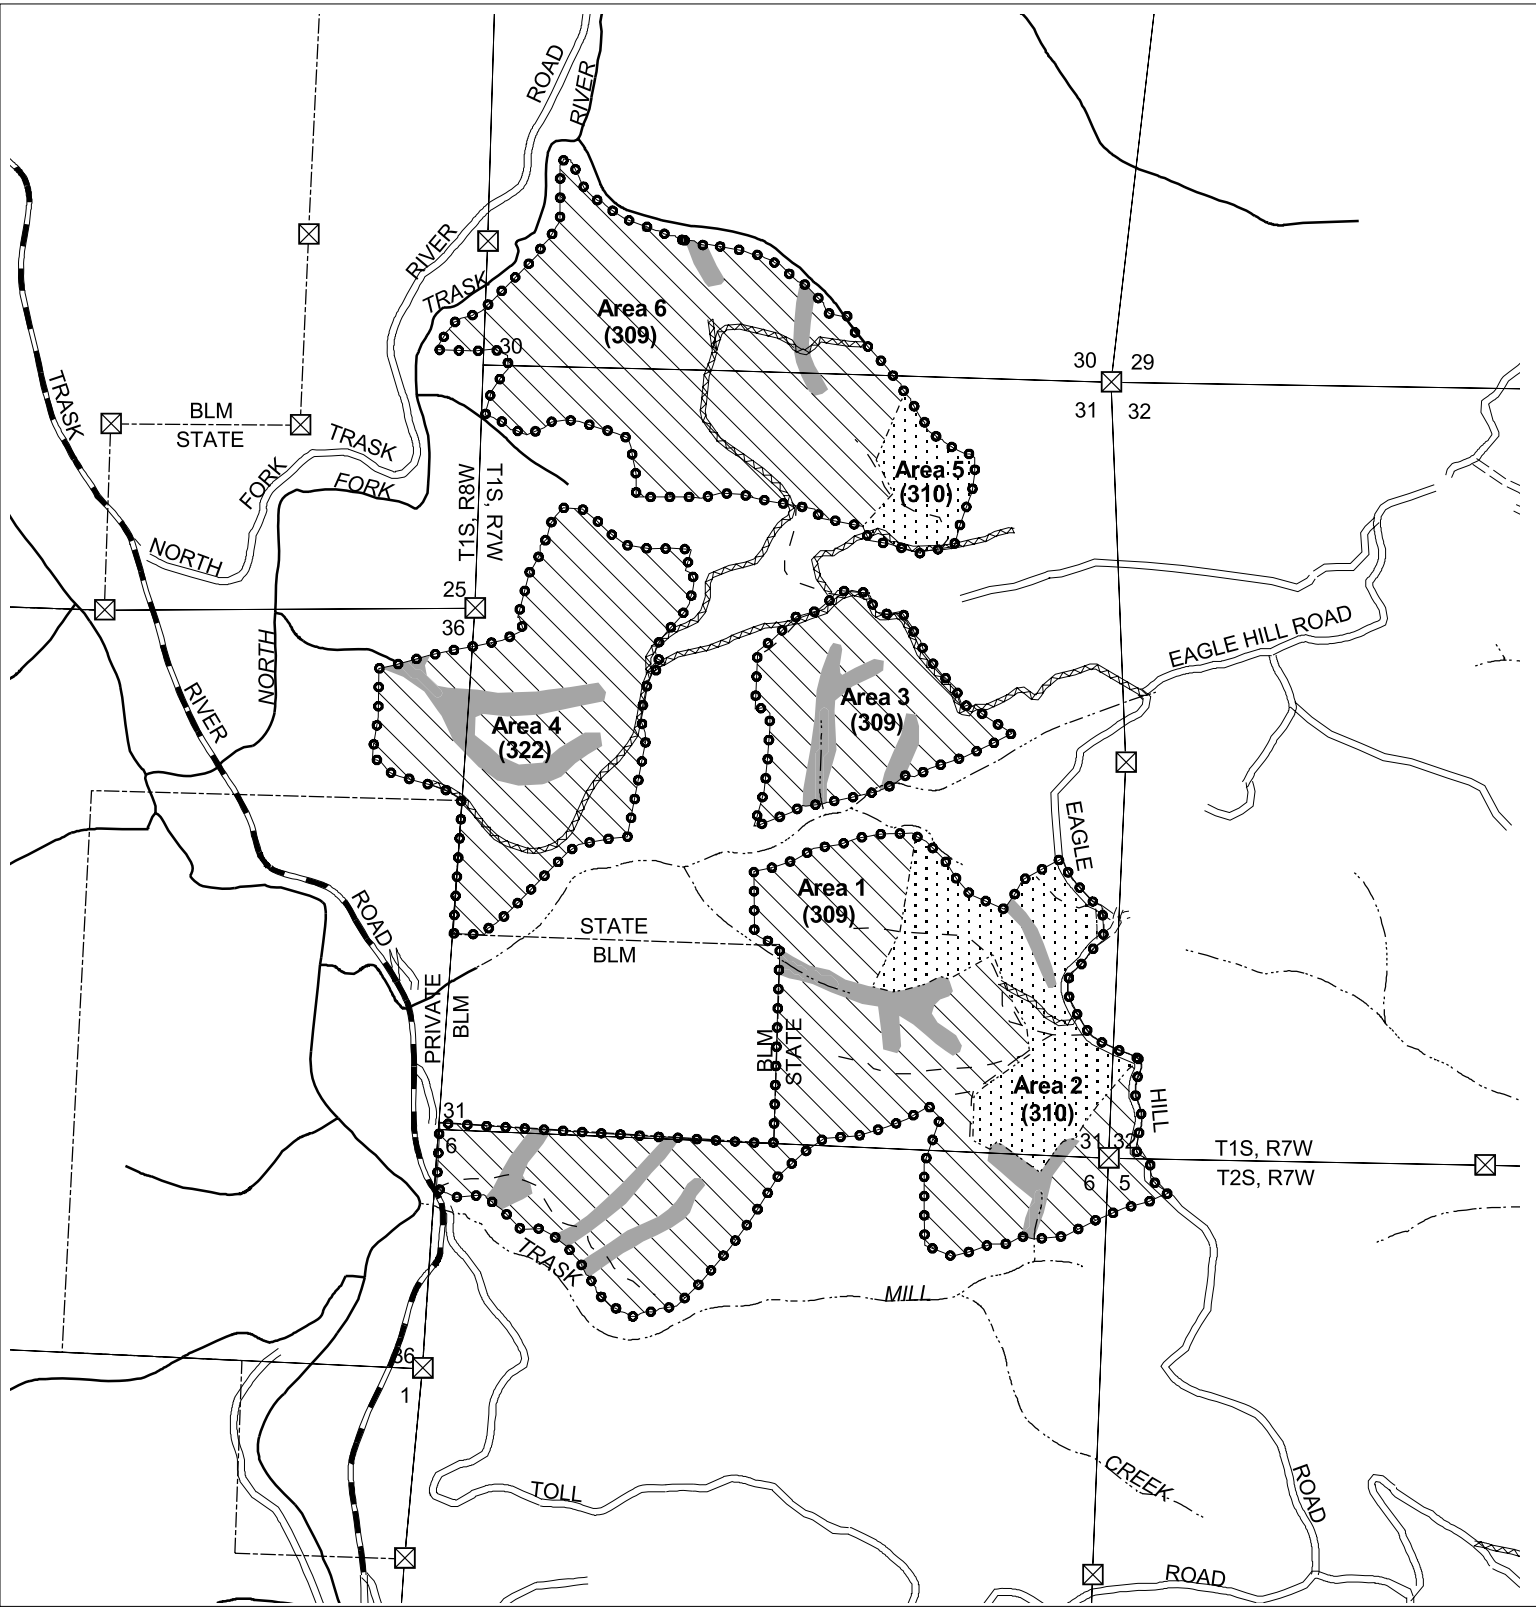 ROAD
RIVER
RIVER
TRASK
Area 6
(309)
30
30
29
31
32
TRASK
BLM
STATE
TRASK
FORK
FORK
NORTH
T1S, R8W
T1S, R7W
Area 5
(310)
25
36
NORTH
EAGLE HILL ROAD
RIVER
Area 3
(309)
Area 4
(322)
EAGLE
Area 1
(309)
ROAD
STATE
BLM
PRIVATE
BLM
BLM
STATE
Area 2
(310)
HILL
31
6
31
32
6
5
T1S, R7W
T2S, R7W
TRASK
MILL
36
1
CREEK
TOLL
ROAD
ROAD